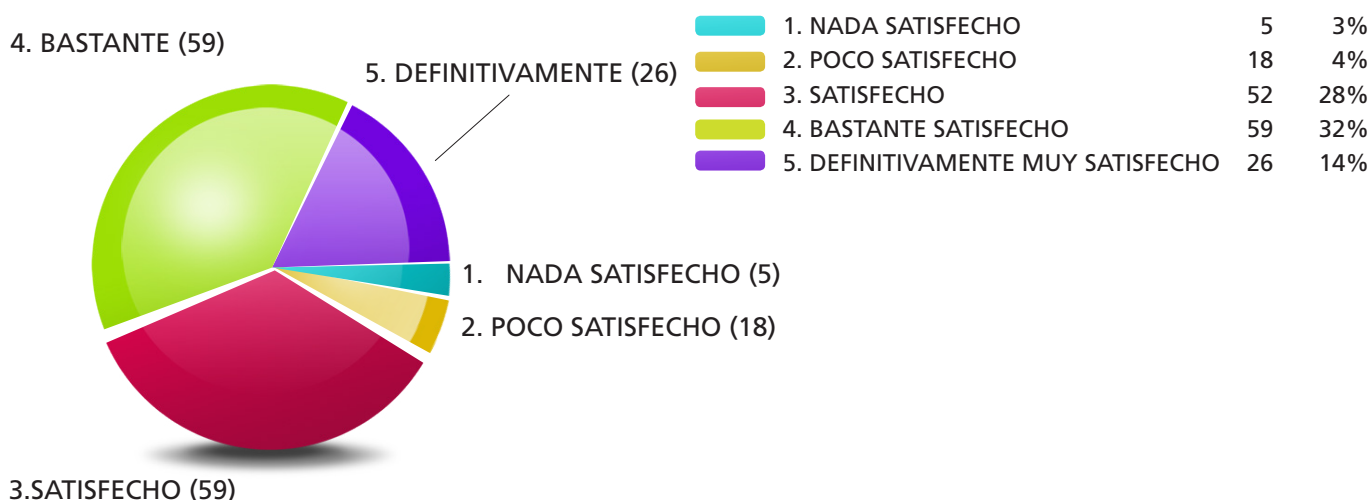 4. BASTANTE (59)
5. DEFINITIVAMENTE (26)
1. NADA SATISFECHO (5)
2. POCO SATISFECHO (18)
3.SATISFECHO (59)
1. NADA SATISFECHO 5 3%
2. POCO SATISFECHO 18 4%
3. SATISFECHO 52 28%
4. BASTANTE SATISFECHO 59 32%
5. DEFINITIVAMENTE MUY SATISFECHO 26 14%